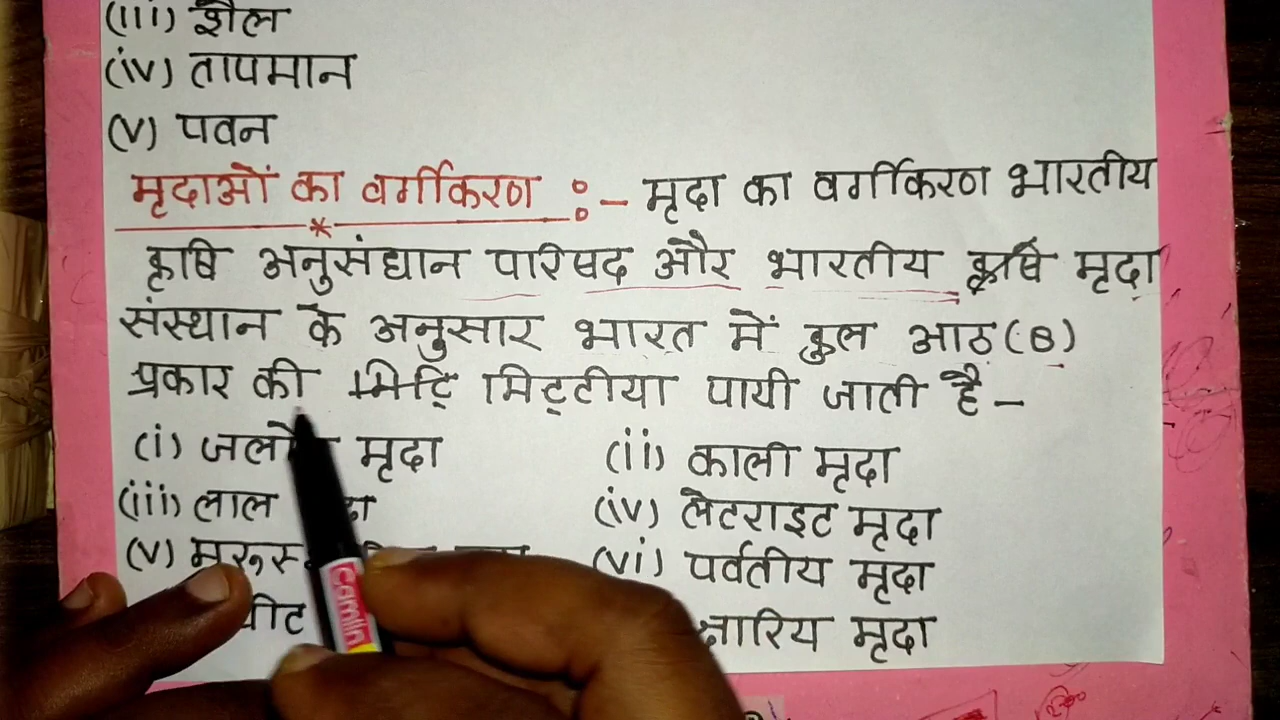 (iii) शैल
(iv) तापमान
(v) पवन
मृदाओं का वर्गीकरण :- मृदा का वर्गीकरण भारतीय
कृषि अनुसंधान परिषद और भारतीय कृषि मृदा
संस्थान के अनुसार भारत में कुल आठ (8)
प्रकार की मिट्टि मिट्टीया पायी जाती है -
(i) मृदा (ii) काली मृदा
(iii) लाल (iv) लेटराइट मृदा
(v) (vi) पर्वतीय मृदा
मृदा
Camlin